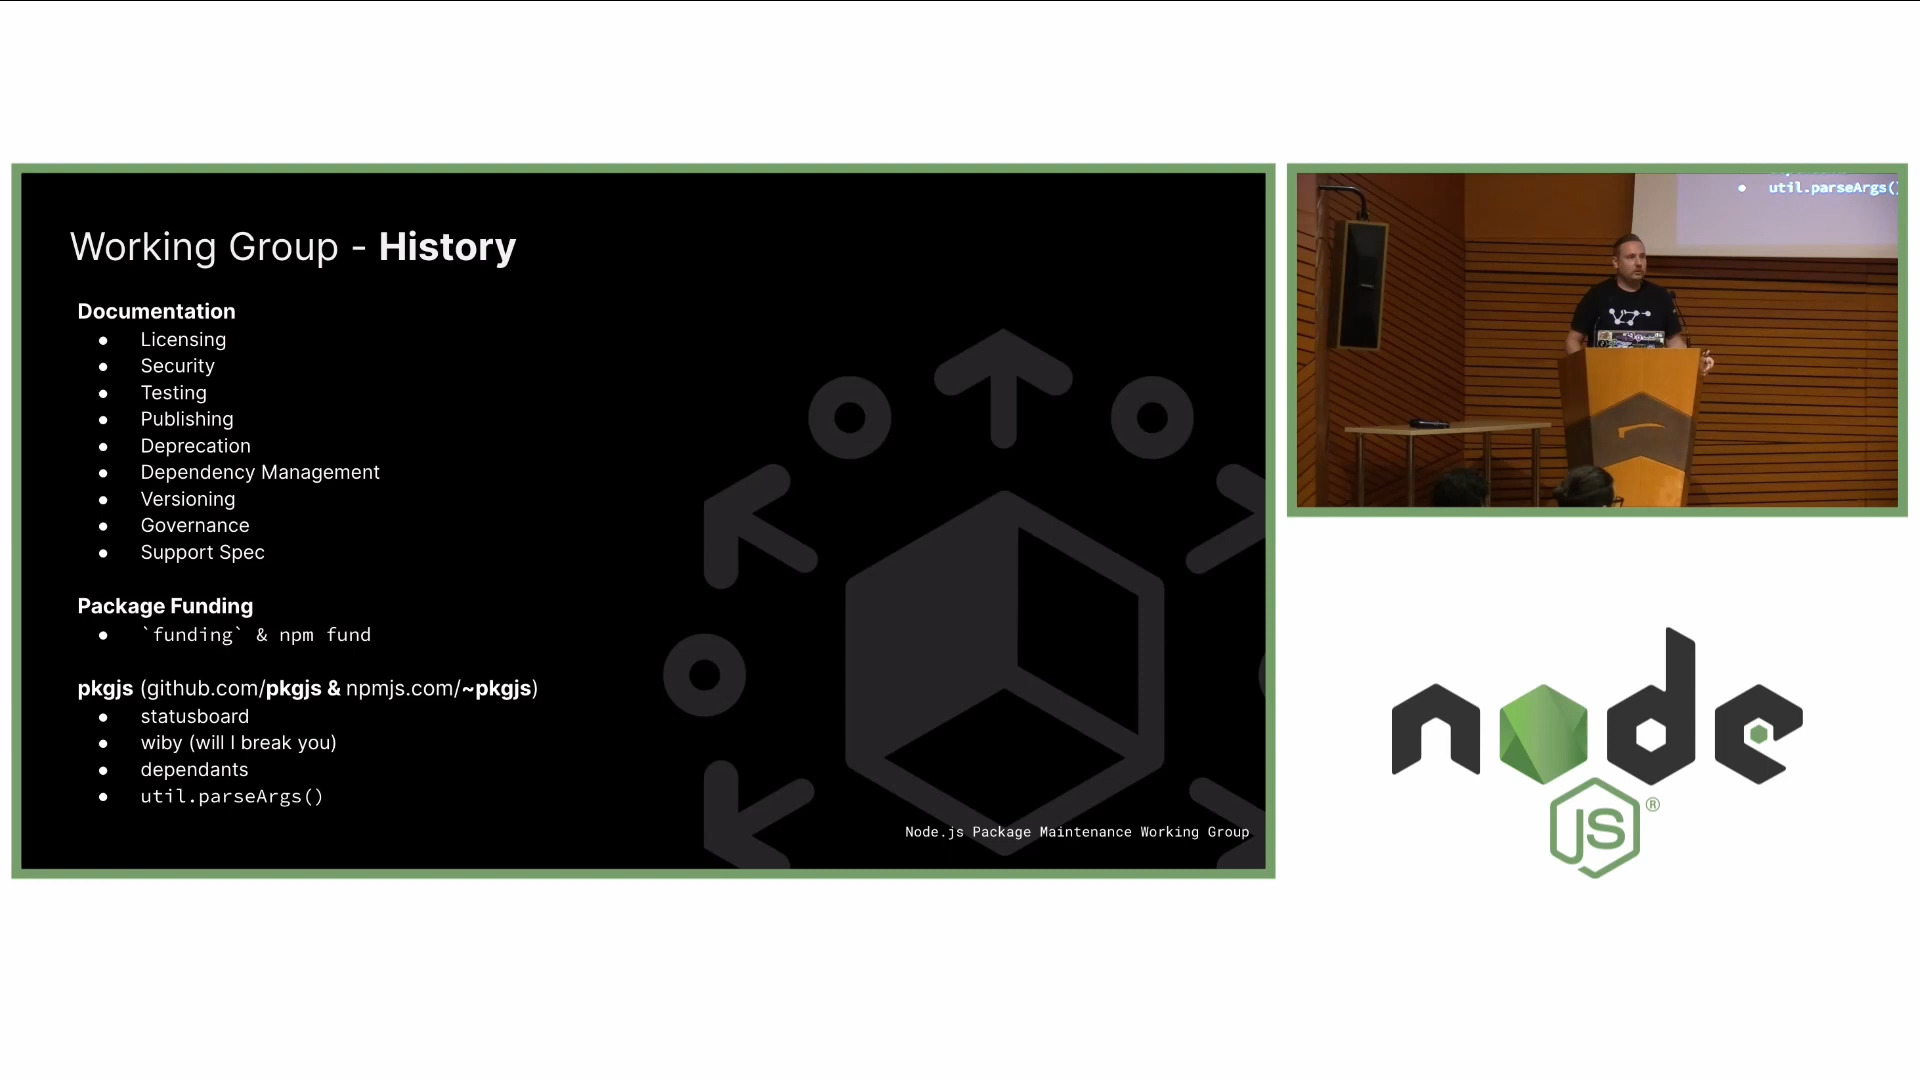 Working Group - History
Documentation
● Licensing
● Security
● Testing
● Publishing
● Deprecation
● Dependency Management
● Versioning
● Governance
● Support Spec
Package Funding
● `funding` & npm fund
pkgjs (github.com/pkgjs & npmjs.com/~pkgjs)
● statusboard
● wiby (will I break you)
● dependants
● util.parseArgs()
Node.js Package Maintenance Working Group
● util.parseArgs()
node
JS ®